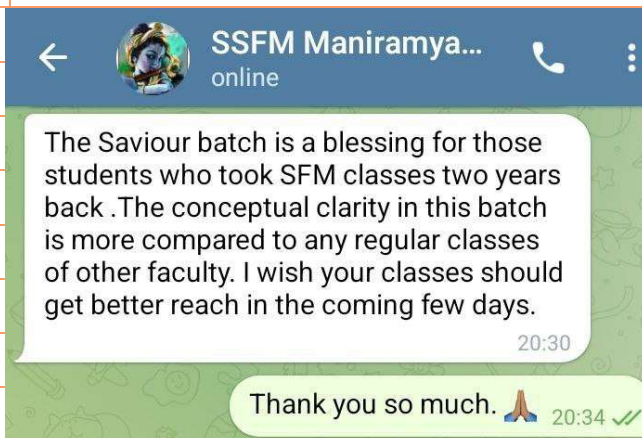 SSFM Maniramya...
online
The Saviour batch is a blessing for those
students who took SFM classes two years
back .The conceptual clarity in this batch
is more compared to any regular classes
of other faculty. I wish your classes should
get better reach in the coming few days.
20:30
Thank you so much. 🙏🏽 20:34